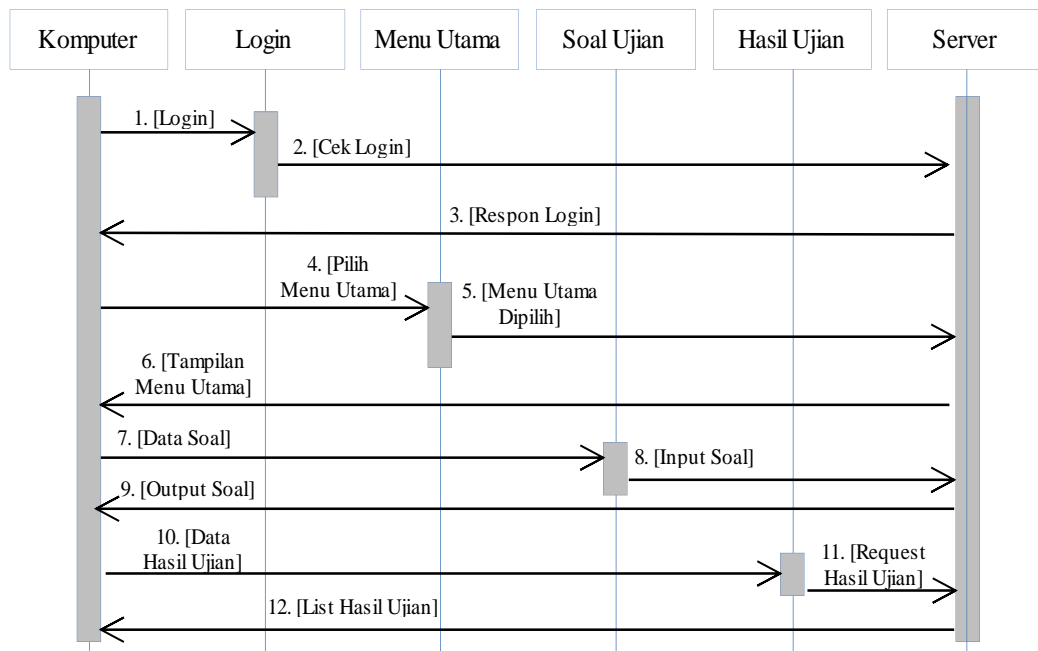 Komputer
Login
Menu Utama
Soal Ujian
Hasil Ujian
Server
1. [Login]
2. [Cek Login]
3. [Respon Login]
4. [Pilih
Menu Utama]
5. [Menu Utama
Dipilih]
6. [Tampilan
Menu Utama]
7. [Data Soal]
8. [Input Soal]
9. [Output Soal]
10. [Data
Hasil Ujian]
11. [Request
Hasil Ujian]
12. [List Hasil Ujian]